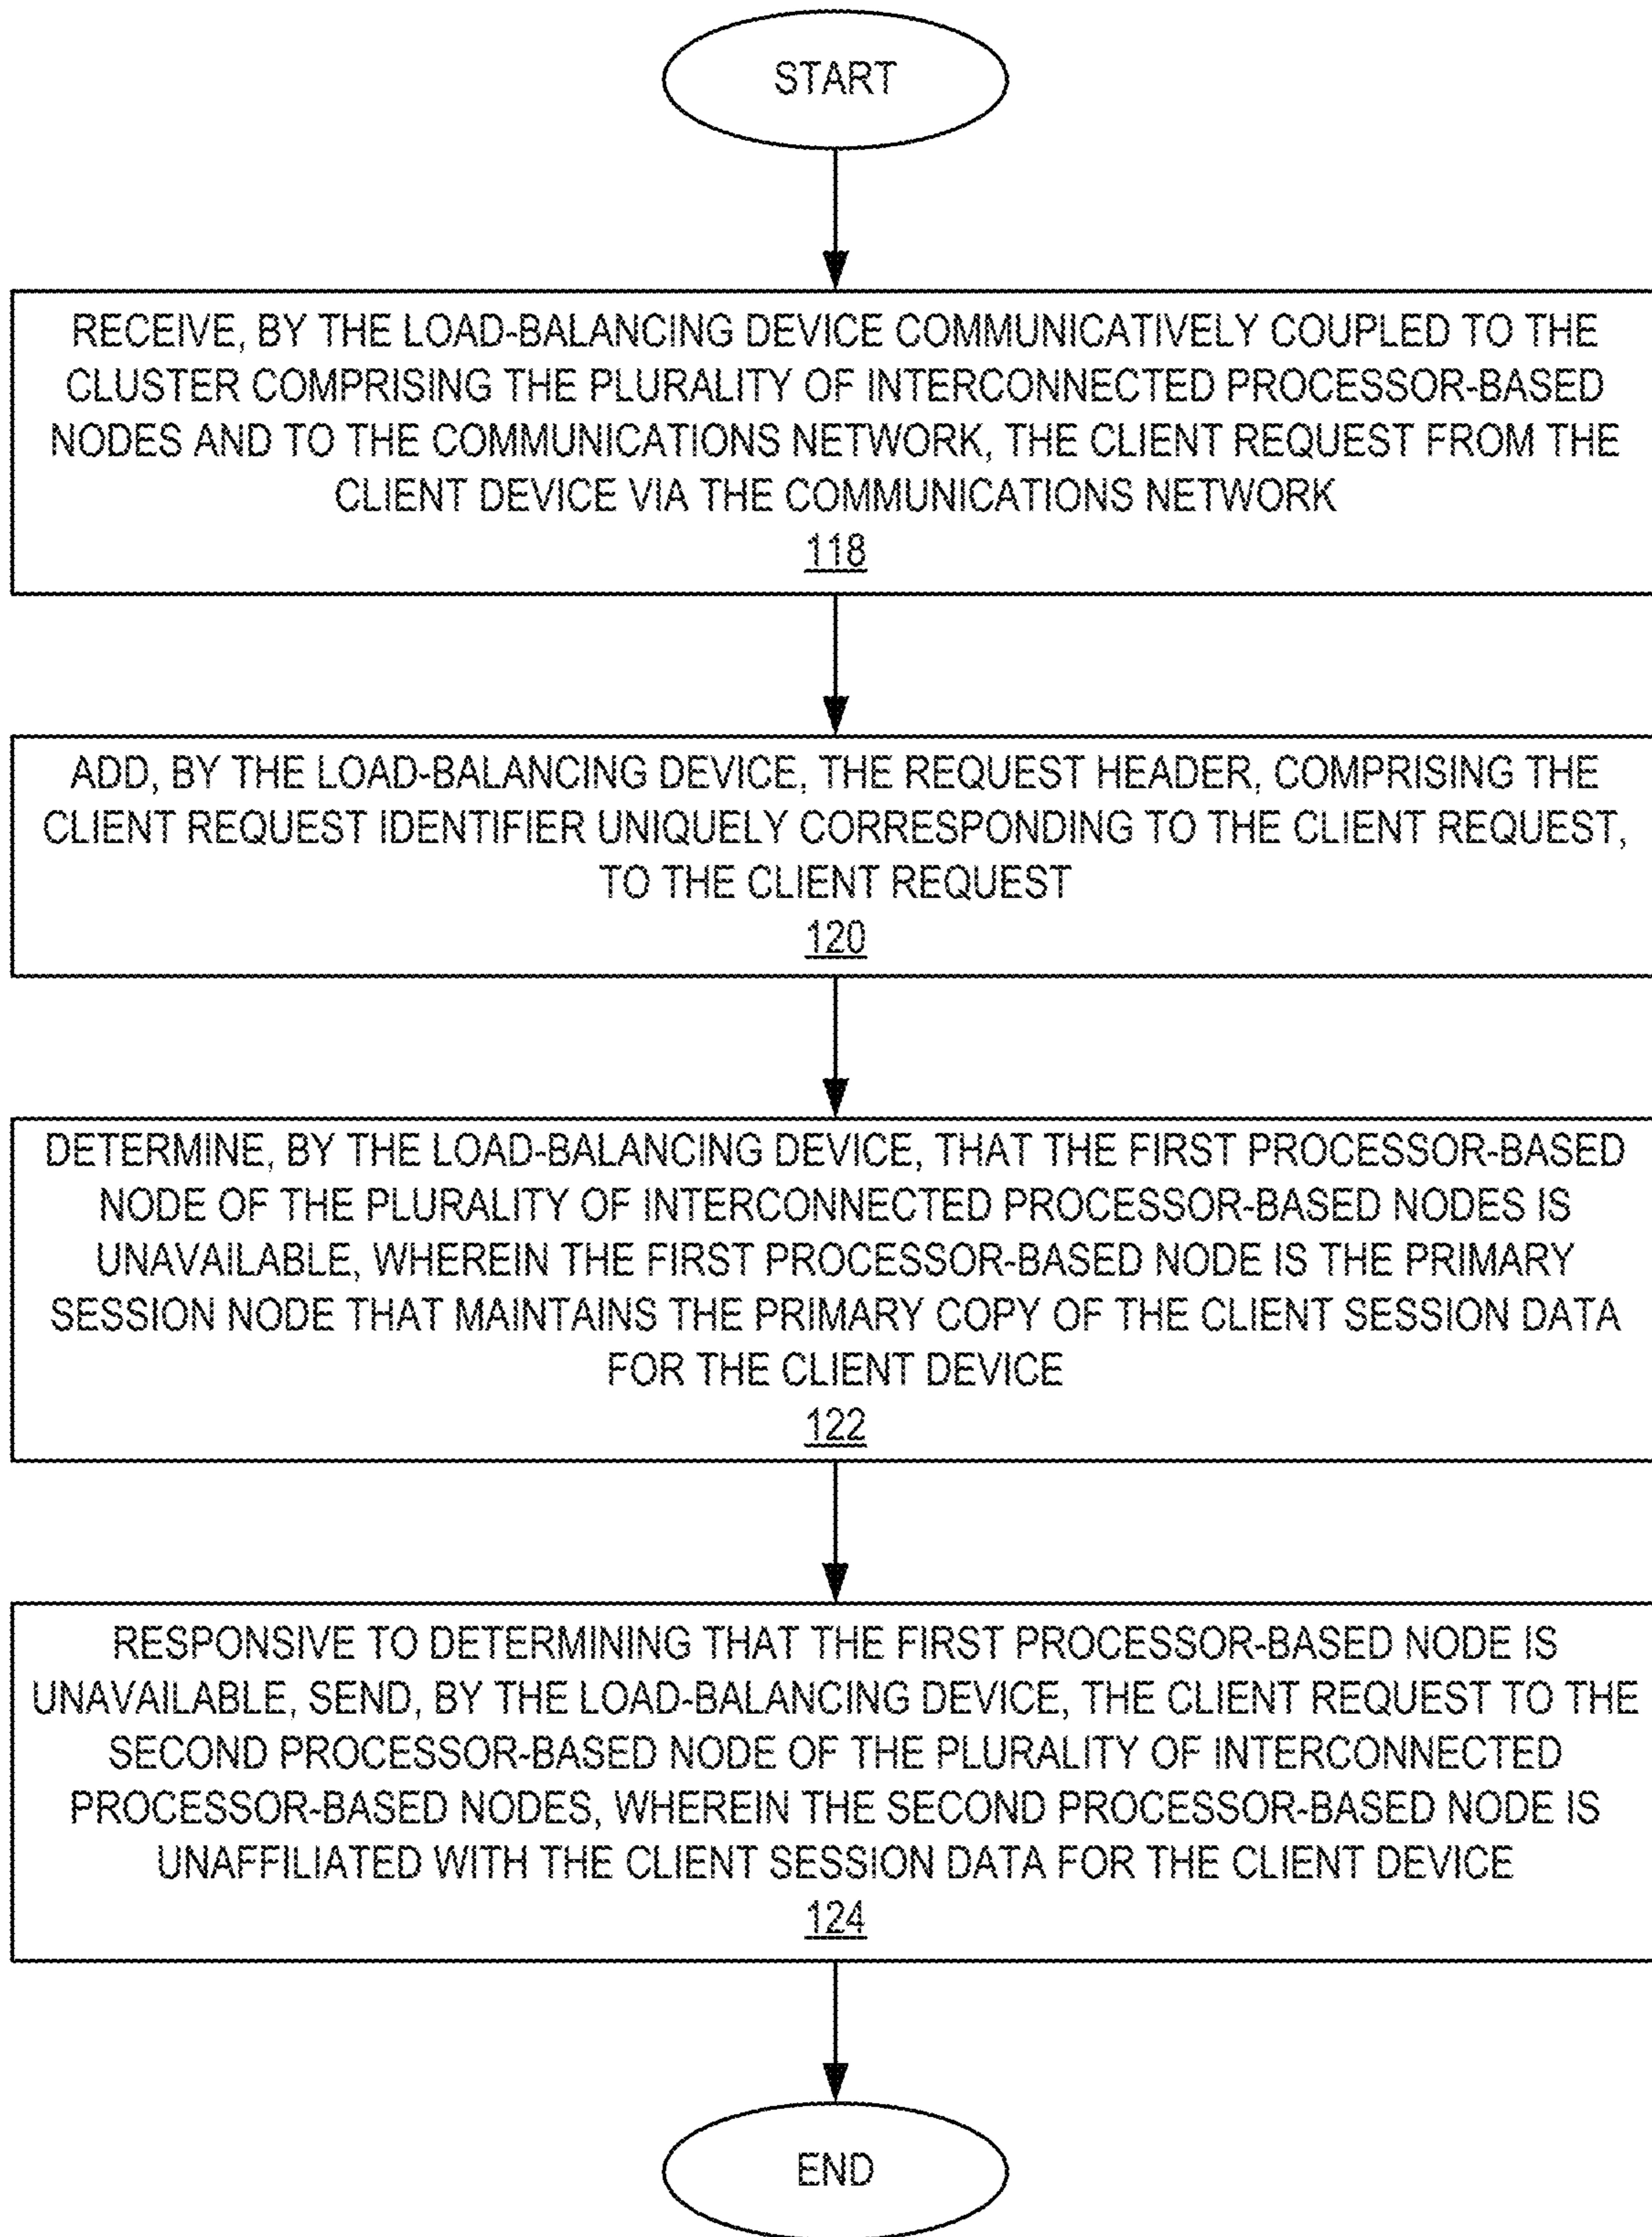 START
RECEIVE, BY THE LOAD-BALANCING DEVICE COMMUNICATIVELY COUPLED TO THE
CLUSTER COMPRISING THE PLURALITY OF INTERCONNECTED PROCESSOR-BASED
NODES AND TO THE COMMUNICATIONS NETWORK, THE CLIENT REQUEST FROM THE
CLIENT DEVICE VIA THE COMMUNICATIONS NETWORK
118
ADD, BY THE LOAD-BALANCING DEVICE, THE REQUEST HEADER, COMPRISING THE
CLIENT REQUEST IDENTIFIER UNIQUELY CORRESPONDING TO THE CLIENT REQUEST,
TO THE CLIENT REQUEST
120
DETERMINE, BY THE LOAD-BALANCING DEVICE, THAT THE FIRST PROCESSOR-BASED
NODE OF THE PLURALITY OF INTERCONNECTED PROCESSOR-BASED NODES IS
UNAVAILABLE, WHEREIN THE FIRST PROCESSOR-BASED NODE IS THE PRIMARY
SESSION NODE THAT MAINTAINS THE PRIMARY COPY OF THE CLIENT SESSION DATA
FOR THE CLIENT DEVICE
122
RESPONSIVE TO DETERMINING THAT THE FIRST PROCESSOR-BASED NODE IS
UNAVAILABLE, SEND, BY THE LOAD-BALANCING DEVICE, THE CLIENT REQUEST TO THE
SECOND PROCESSOR-BASED NODE OF THE PLURALITY OF INTERCONNECTED
PROCESSOR-BASED NODES, WHEREIN THE SECOND PROCESSOR-BASED NODE IS
UNAFFILIATED WITH THE CLIENT SESSION DATA FOR THE CLIENT DEVICE
124
END